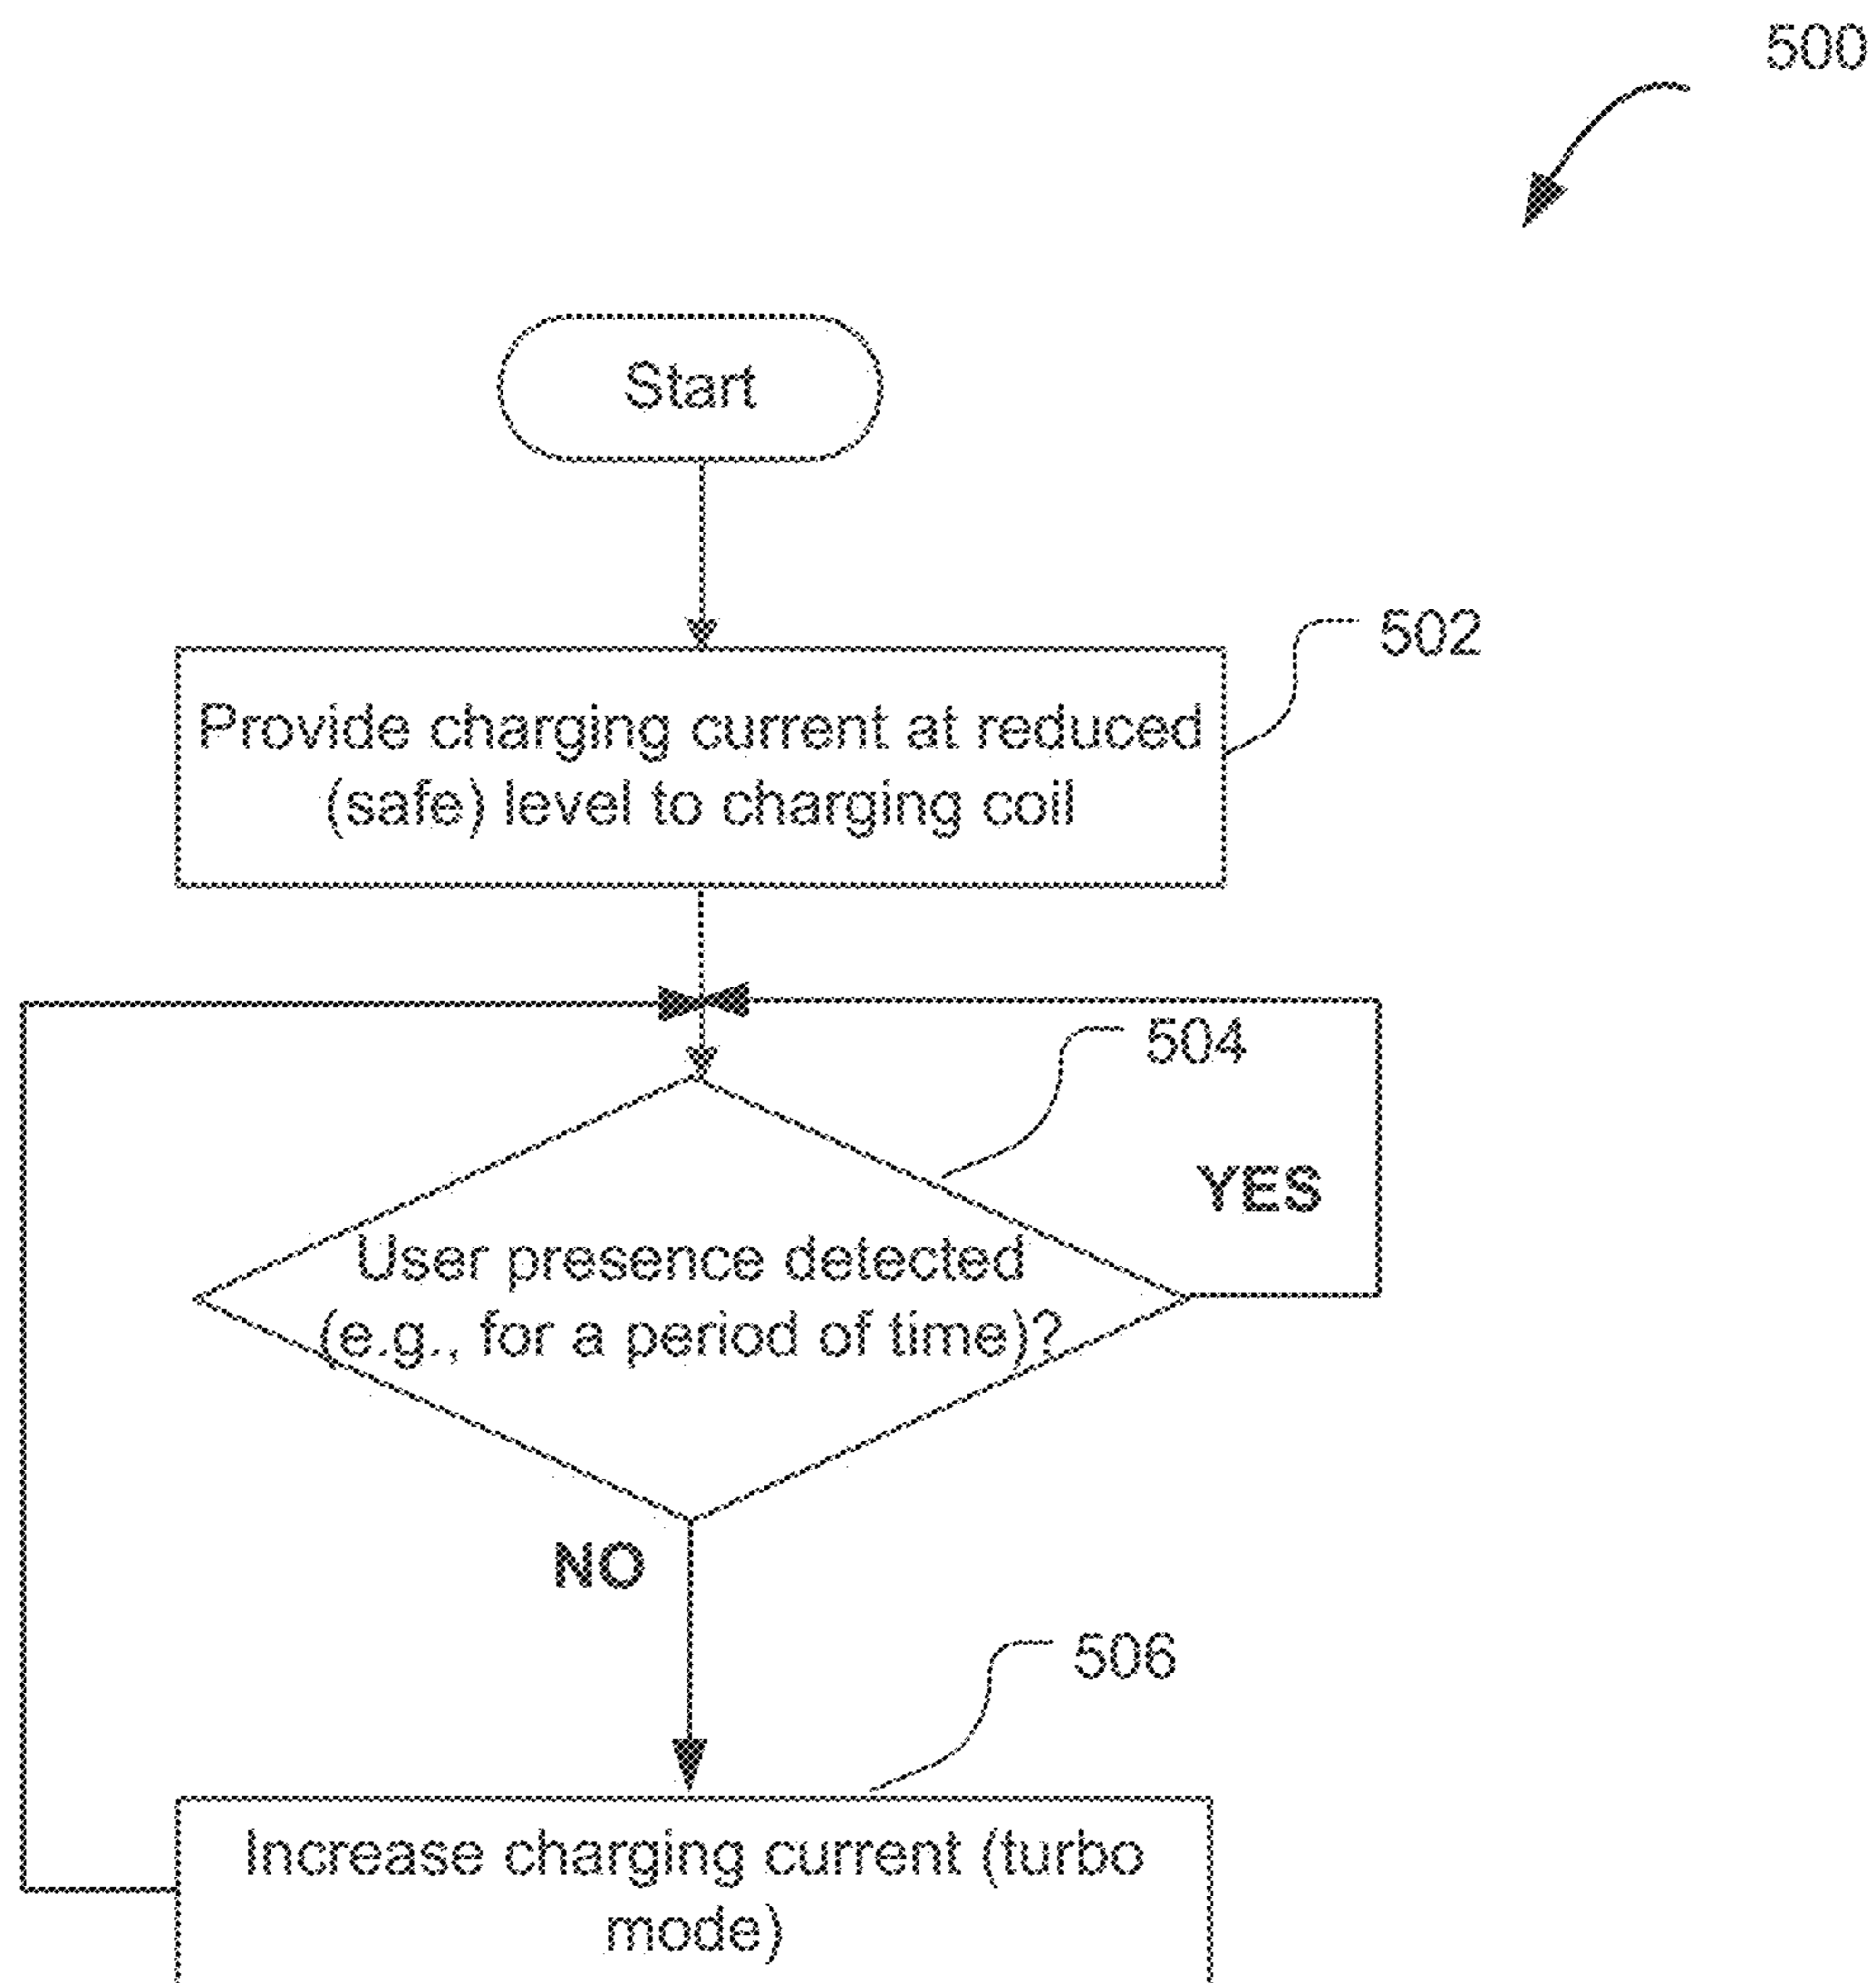 500
Start
502
Provide charging current at reduced
(safe) level to charging coil
504
YES
User presence detected
(e.g., for a period of time)?
NO
506
Increase charging current (turbo
mode)